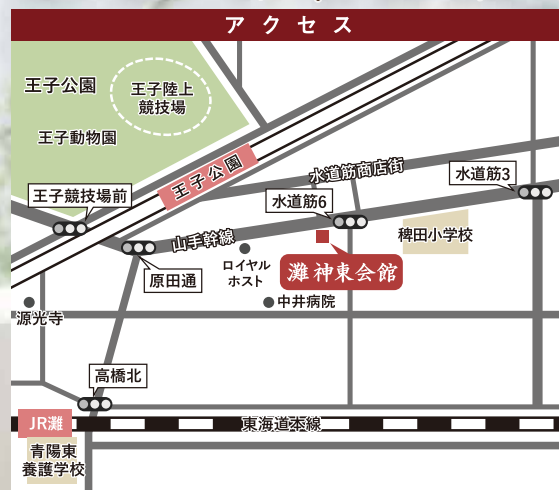 アクセス
王子公園
王子陸上
競技場
王子動物園
王子公園
水道筋商店街
水道筋3
王子競技場前
水道筋6
山手幹線
稗田小学校
原田通
ロイヤル
ホスト
灘神東会館
中井病院
源光寺
高橋北
JR灘
東海道本線
青陽東
養護学校